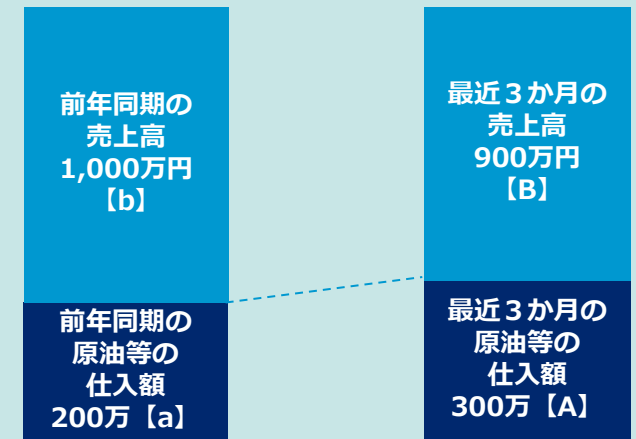 前年同期の
売上高
1,000万円
【b】
前年同期の
原油等の
仕入額
200万【a】
最近３か月の
売上高
900万円
【B】
最近３か月の
原油等の
仕入額
300万【A】